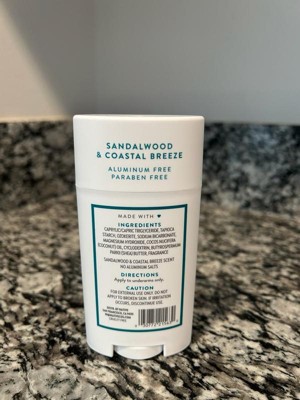 SANDALWOOD
& COASTAL BREEZE
ALUMINUM FREE
PARABEN FREE
MADE WITH ♥
INGREDIENTS
CAPRYLIC/CAPRIC TRIGLYCERIDE, TAPIOCA
STARCH, OZOKERITE, SODIUM BICARBONATE,
MAGNESIUM HYDROXIDE, COCOS NUCIFERA
(COCONUT) OIL, CYCLODEXTRIN, BUTYROSPERMUM
PARKII (SHEA) BUTTER, FRAGRANCE
SANDALWOOD & COASTAL BREEZE SCENT
NO ALUMINUM SALTS
DIRECTIONS
Apply to underarms only.
CAUTION
FOR EXTERNAL USE ONLY. DO NOT
APPLY TO BROKEN SKIN. IF IRRITATION
OCCURS, DISCONTINUE USE.